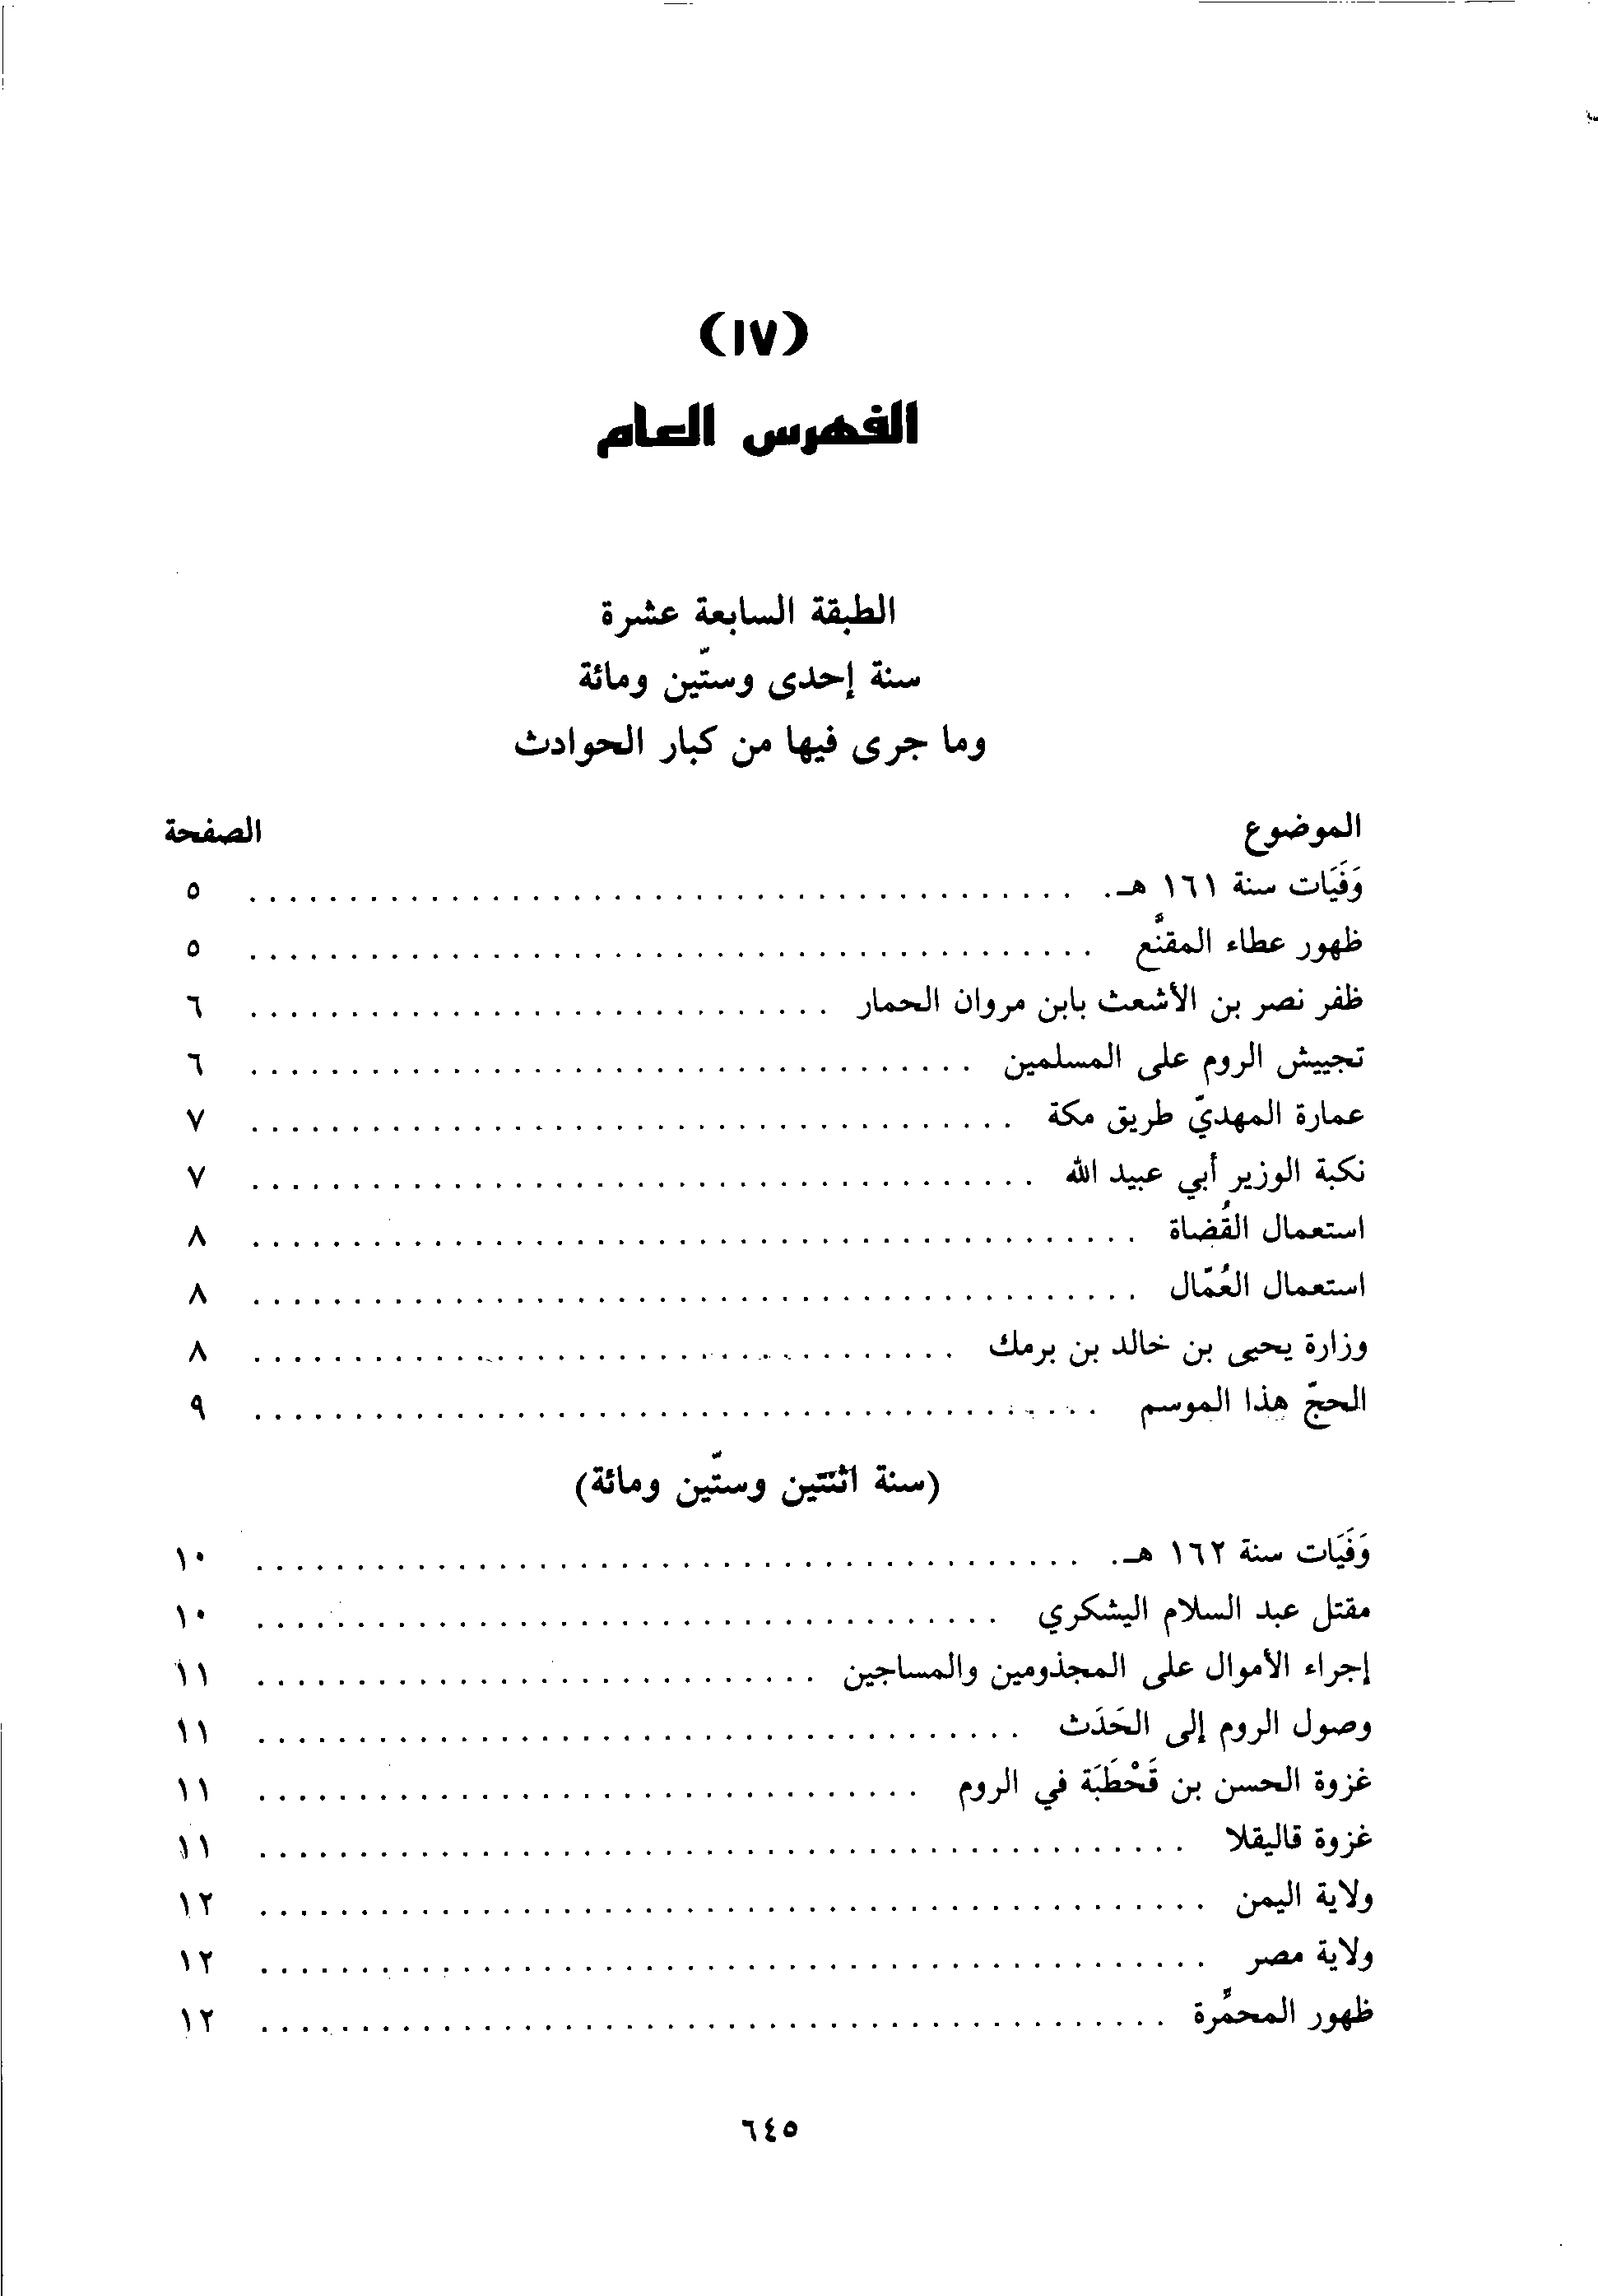 (١٧)
الفهرس العام
الطبقة السابعة عشرة
سنة إحدى وستّين ومائة
وما جرى فيها من كبار الحوادث
الموضوع الصفحة
وَفَيَات سنة ١٦١ هـ. . . . . . . . . . . . . . . . . . . . . ٥
ظهور عطاء المقنَّع . . . . . . . . . . . . . . . . . . . . ٥
ظفر نصر بن الأشعث بابن مروان الحمار . . . . . . . . . . . . . . . . . . . . ٦
تجييش الروم على المسلمين . . . . . . . . . . . . . . . . . . . . ٦
عمارة المهديّ طريق مكة . . . . . . . . . . . . . . . . . . . . ٧
نكبة الوزير أبي عبيد الله . . . . . . . . . . . . . . . . . . . . ٧
استعمال القُضاة . . . . . . . . . . . . . . . . . . . . ٨
استعمال العُمّال . . . . . . . . . . . . . . . . . . . . ٨
وزارة يحيى بن خالد بن برمك . . . . . . . . . . . . . . . . . . . . ٨
الحجّ هذا الموسم . . . . . . . . . . . . . . . . . . . . ٩
(سنة اثنتين وستّين ومائة)
وَفَيَات سنة ١٦٢ هـ. . . . . . . . . . . . . . . . . . . . . ١٠
مقتل عبد السلام اليشكري . . . . . . . . . . . . . . . . . . . . ١٠
إجراء الأموال على المجذومين والمساجين . . . . . . . . . . . . . . . . . . . . ١١
وصول الروم إلى الحَدَث . . . . . . . . . . . . . . . . . . . . ١١
غزوة الحسن بن قَحْطَبَة في الروم . . . . . . . . . . . . . . . . . . . . ١١
غزوة قاليقلا . . . . . . . . . . . . . . . . . . . . ١١
ولاية اليمن . . . . . . . . . . . . . . . . . . . . ١٢
ولاية مصر . . . . . . . . . . . . . . . . . . . . ١٢
ظهور المحمِّرة . . . . . . . . . . . . . . . . . . . . ١٢
٦٤٥